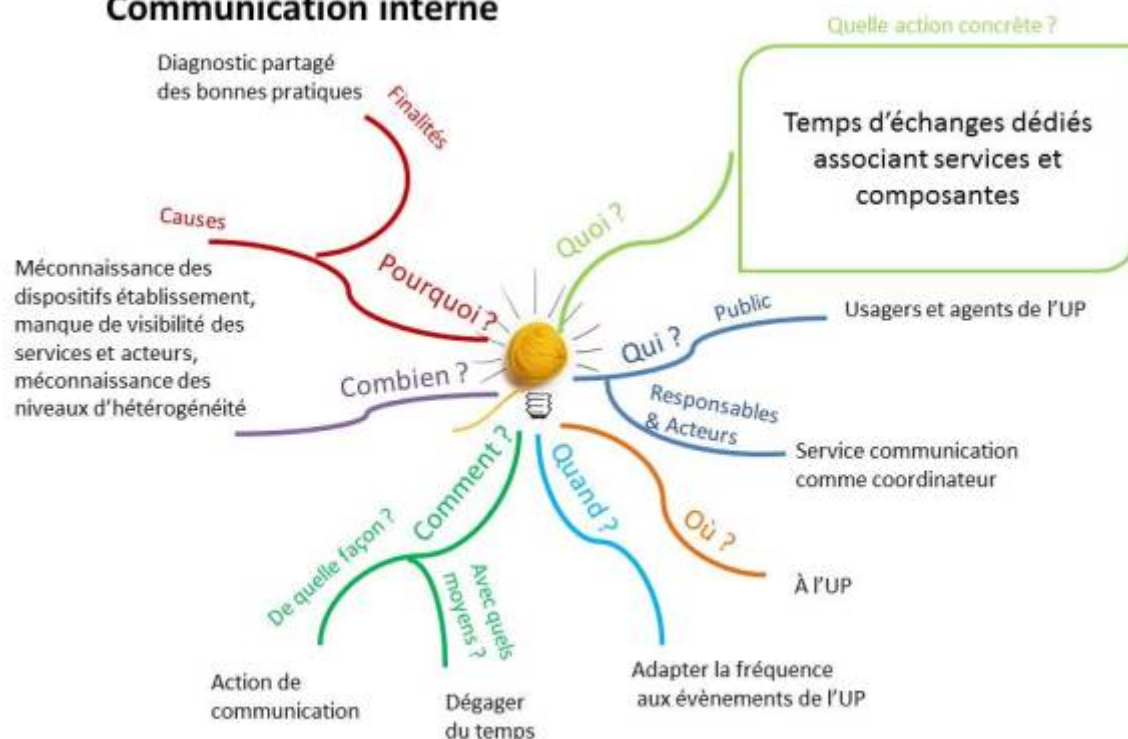 Communication interne
Quelle action concrète ?
Temps d'échanges dédiés
associant services et
composantes
Quoi ?
Diagnostic partagé
des bonnes pratiques
Finalités
Causes
Pourquoi ?
Méconnaissance des
dispositifs établissement,
manque de visibilité des
services et acteurs,
méconnaissance des
niveaux d'hétérogénéité
Combien ?
Qui ?
Public
Usagers et agents de l'UP
Responsables
& Acteurs
Service communication
comme coordinateur
Où ?
À l'UP
Quand ?
Adapter la fréquence
aux évènements de l'UP
Comment ?
De quelle façon ?
Action de
communication
Avec quels
moyens ?
Dégager
du temps